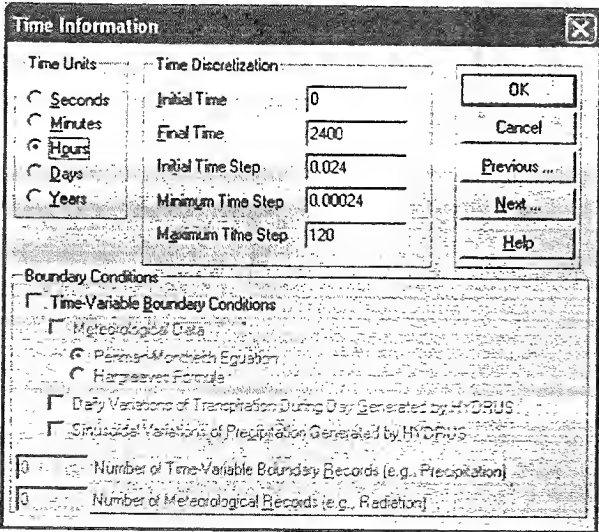 Time Information
Time Units
Seconds
Minutes
Hours
Days
Years
Time Discretization
Initial Time 0
Final Time 2400
Initial Time Step 0.024
Minimum Time Step 0.00024
Maximum Time Step 120
OK
Cancel
Previous ...
Next ...
Help
Boundary Conditions
Time-Variable Boundary Conditions
Meteorological Data
Penman-Monteith Equation
Hargreaves Formula
Daily Variations of Transpiration During Day Generated by HYDRUS
Sinusoidal Variations of Precipitation Generated by HYDRUS
0 Number of Time-Variable Boundary Records (e.g., Precipitation)
0 Number of Meteorological Records (e.g., Radiation)